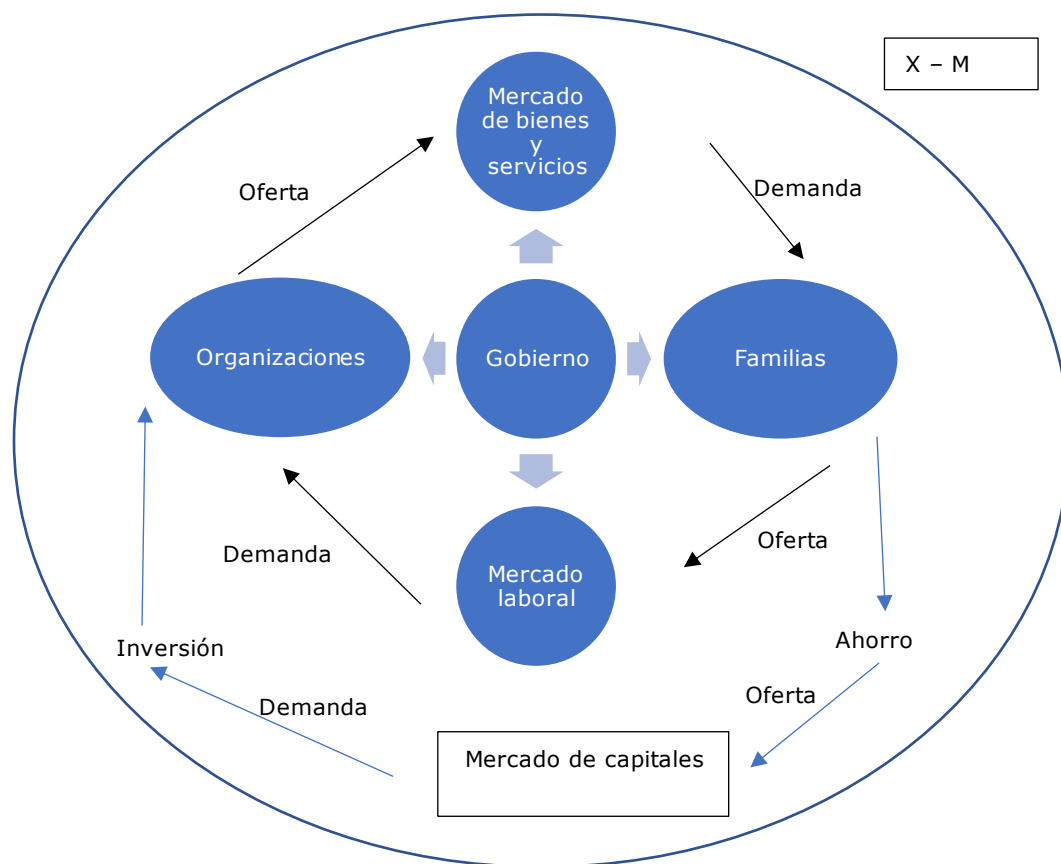 X – M
Mercado
de bienes
y
servicios
Oferta
Demanda
Organizaciones
Gobierno
Familias
Demanda
Oferta
Mercado
laboral
Inversión
Ahorro
Demanda
Oferta
Mercado de capitales